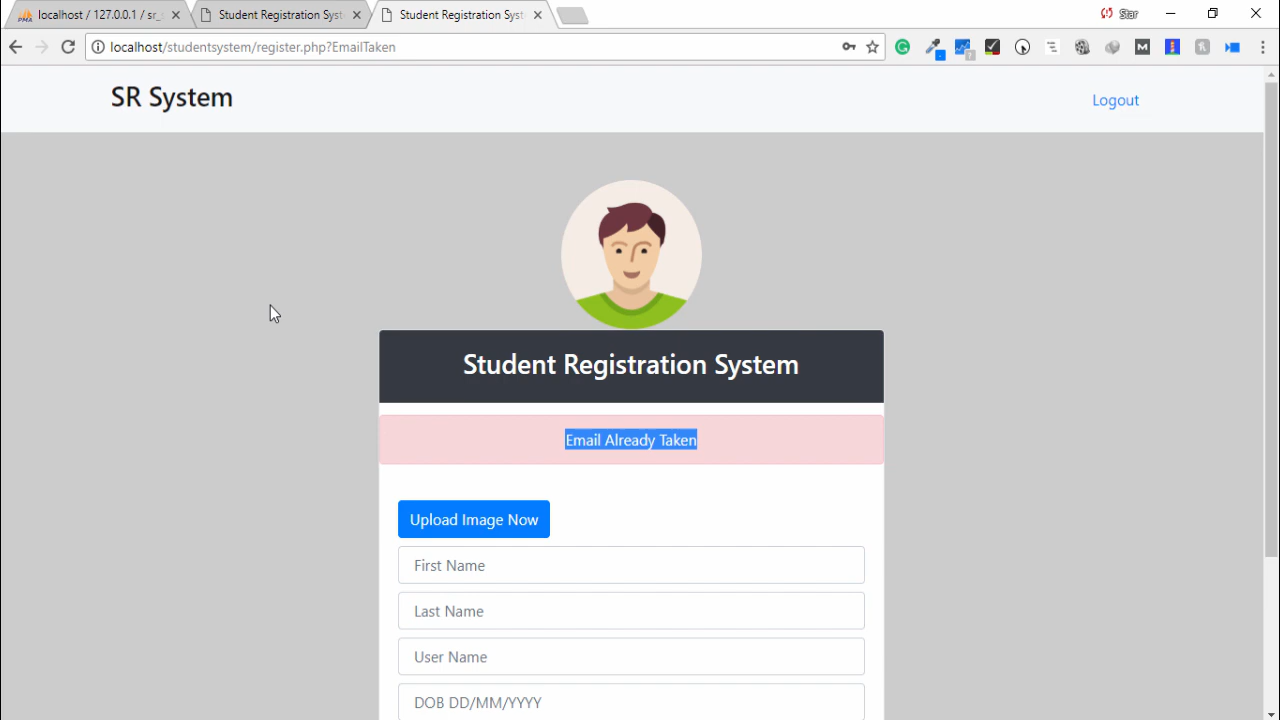 localhost / 127.0.0.1 / sr_
Student Registration Syst
Student Registration Syst
Star
localhost/studentsystem/register.php?EmailTaken
SR System
Logout
Student Registration System
Email Already Taken
Upload Image Now
First Name
Last Name
User Name
DOB DD/MM/YYYY